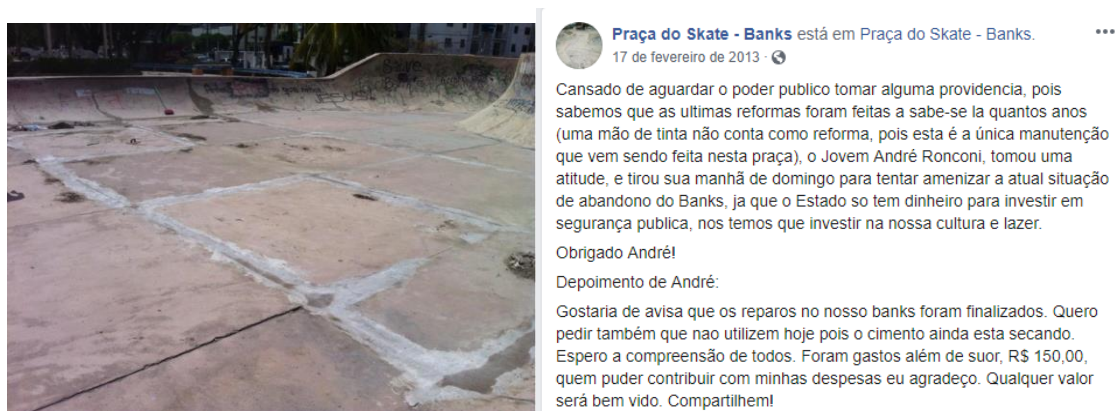 Praça do Skate - Banks está em Praça do Skate - Banks.
17 de fevereiro de 2013 ·
Cansado de aguardar o poder publico tomar alguma providencia, pois
sabemos que as ultimas reformas foram feitas a sabe-se la quantos anos
(uma mão de tinta não conta como reforma, pois esta é a única manutenção
que vem sendo feita nesta praça), o Jovem André Ronconi, tomou uma
atitude, e tirou sua manhã de domingo para tentar amenizar a atual situação
de abandono do Banks, ja que o Estado so tem dinheiro para investir em
segurança publica, nos temos que investir na nossa cultura e lazer.
Obrigado André!
Depoimento de André:
Gostaria de avisa que os reparos no nosso banks foram finalizados. Quero
pedir também que nao utilizem hoje pois o cimento ainda esta secando.
Espero a compreensão de todos. Foram gastos além de suor, R$ 150,00,
quem puder contribuir com minhas despesas eu agradeço. Qualquer valor
será bem vido. Compartilhem!